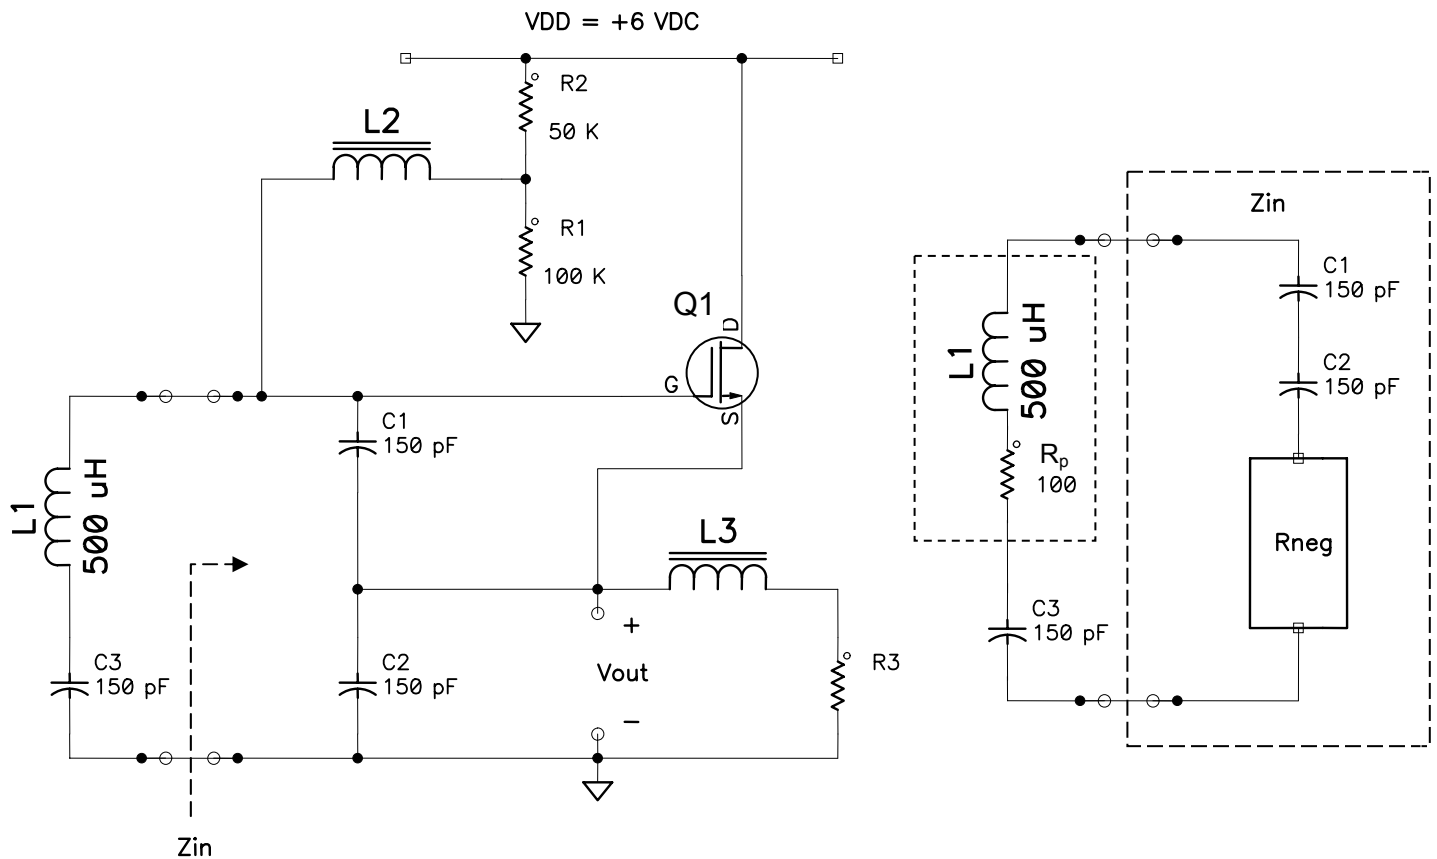 VDD = +6 VDC
R2
50 K
L2
R1
100 K
Q1
D
G
S
C1
150 pF
L1
500 uH
L3
C3
150 pF
C2
150 pF
+
Vout
−
R3
Zin
Zin
C1
150 pF
C2
150 pF
L1
500 uH
Rp
100
Rneg
C3
150 pF